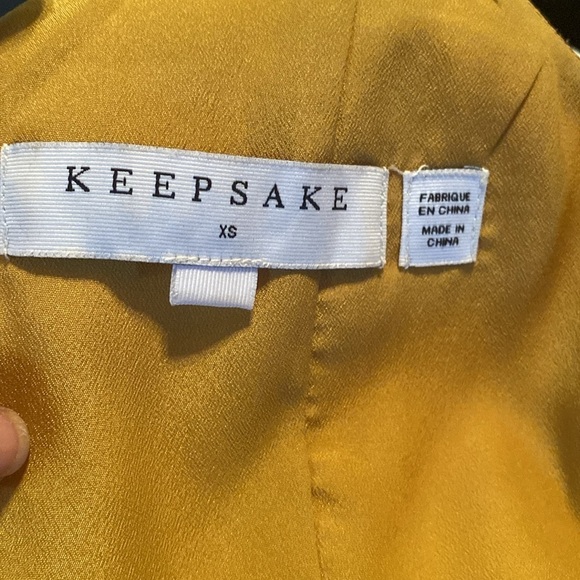 KEEPSAKE
XS
FABRIQUE
EN CHINA
MADE IN
CHINA